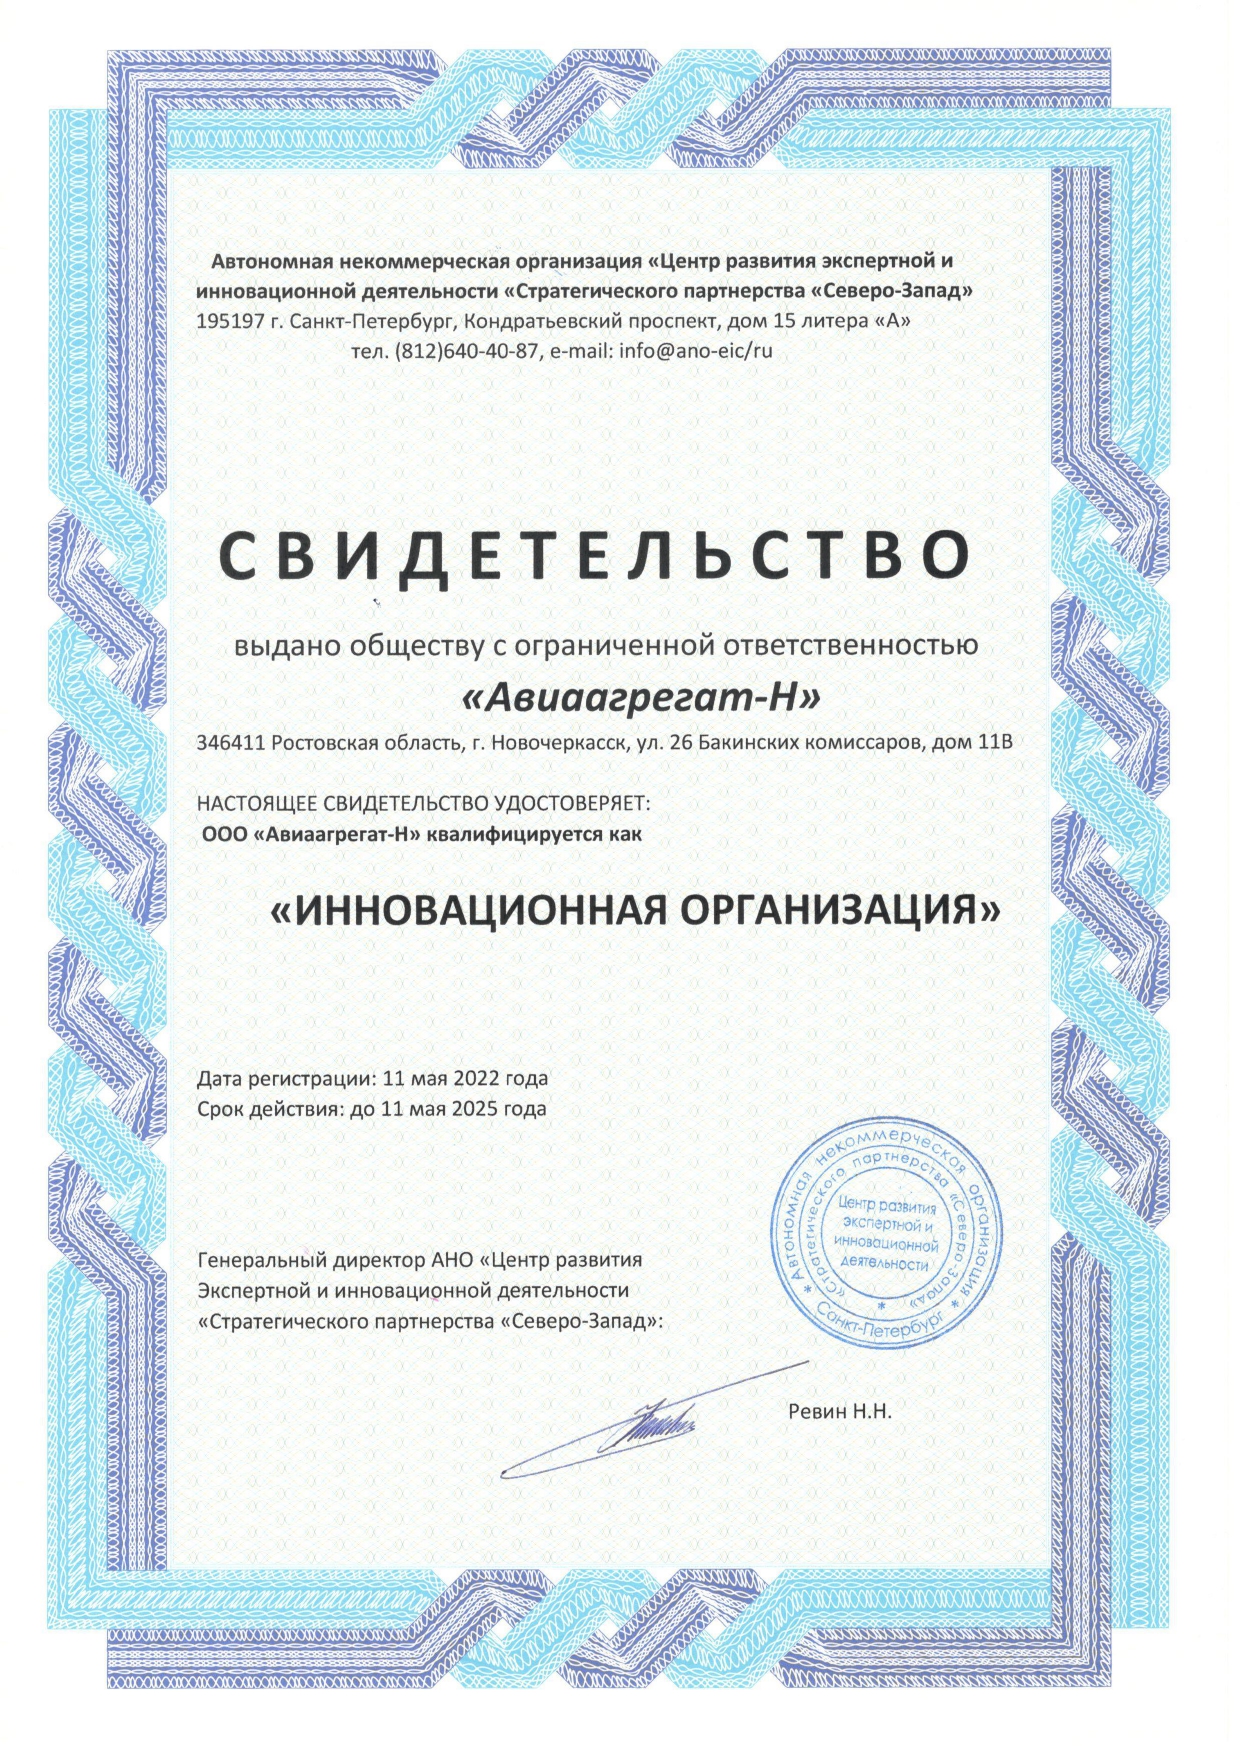 Автономная некоммерческая организация «Центр развития экспертной и
инновационной деятельности «Стратегического партнерства «Северо-Запад»
195197 г. Санкт-Петербург, Кондратьевский проспект, дом 15 литера «А»
тел. (812)640-40-87, e-mail: info@ano-eic/ru
СВИДЕТЕЛЬСТВО
выдано обществу с ограниченной ответственностью
«Авиаагрегат-Н»
346411 Ростовская область, г. Новочеркасск, ул. 26 Бакинских комиссаров, дом 11В
НАСТОЯЩЕЕ СВИДЕТЕЛЬСТВО УДОСТОВЕРЯЕТ:
ООО «Авиаагрегат-Н» квалифицируется как
«ИННОВАЦИОННАЯ ОРГАНИЗАЦИЯ»
Дата регистрации: 11 мая 2022 года
Срок действия: до 11 мая 2025 года
Автономная некоммерческая организация
* Санкт-Петербург *
«Стратегического партнерства «Северо-Запад»
*
Центр развития
экспертной и
инновационной
деятельности
Генеральный директор АНО «Центр развития
Экспертной и инновационной деятельности
«Стратегического партнерства «Северо-Запад»:
Ревин Н.Н.